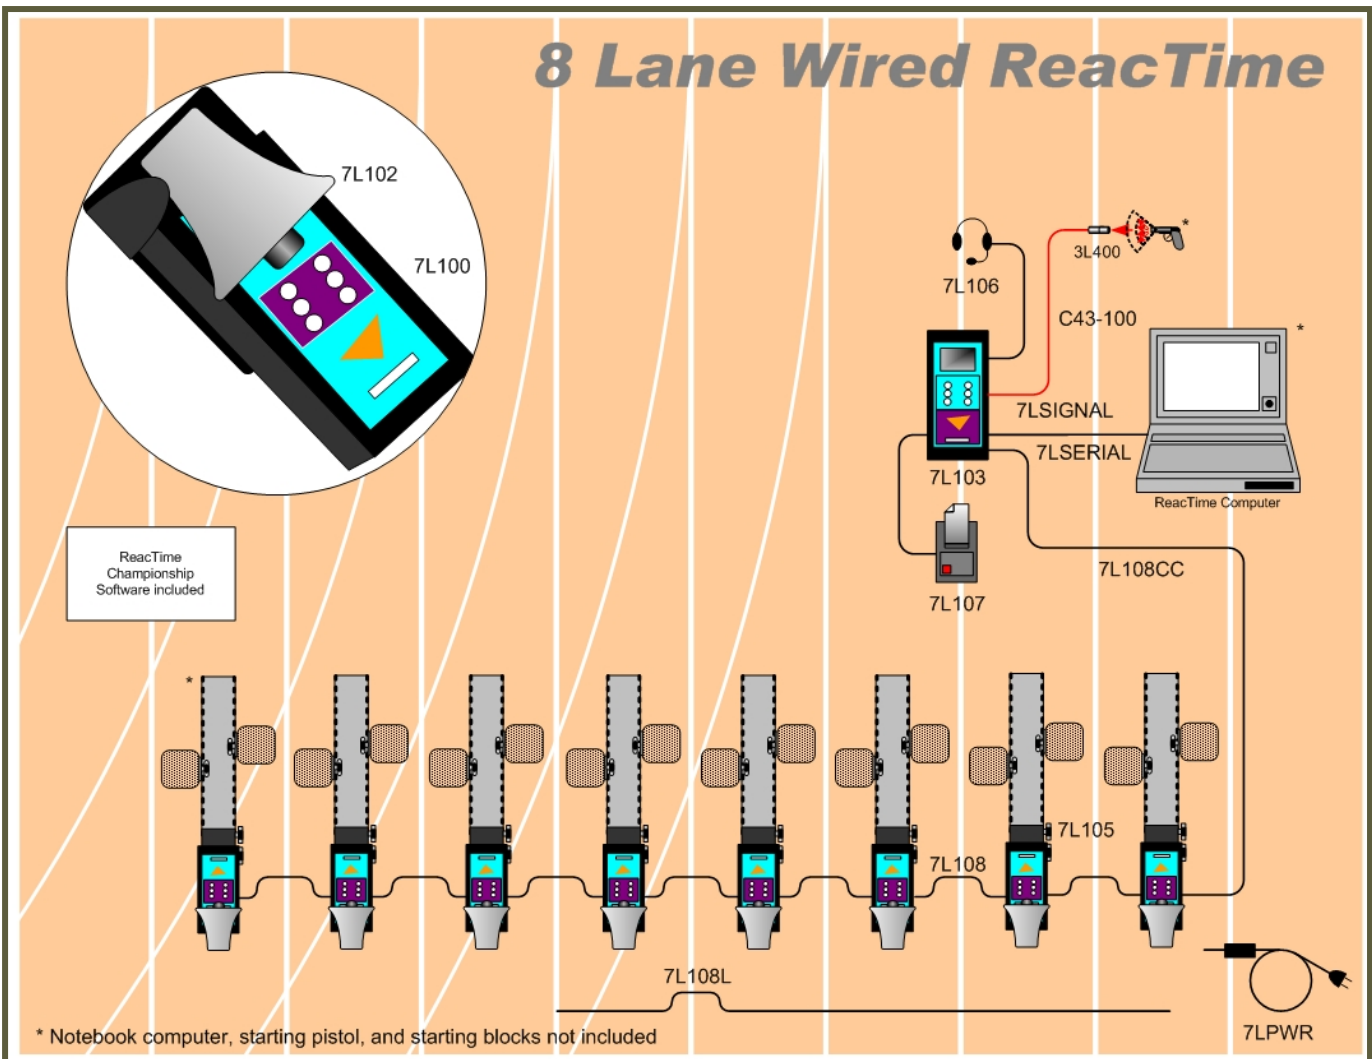 8 Lane Wired ReacTime
7L102
7L100
*
3L400
7L106
C43-100
*
7LSIGNAL
7LSERIAL
7L103
ReacTime Computer
ReacTime
Championship
Software included
7L108CC
7L107
*
7L105
7L108
7L108L
7LPWR
* Notebook computer, starting pistol, and starting blocks not included